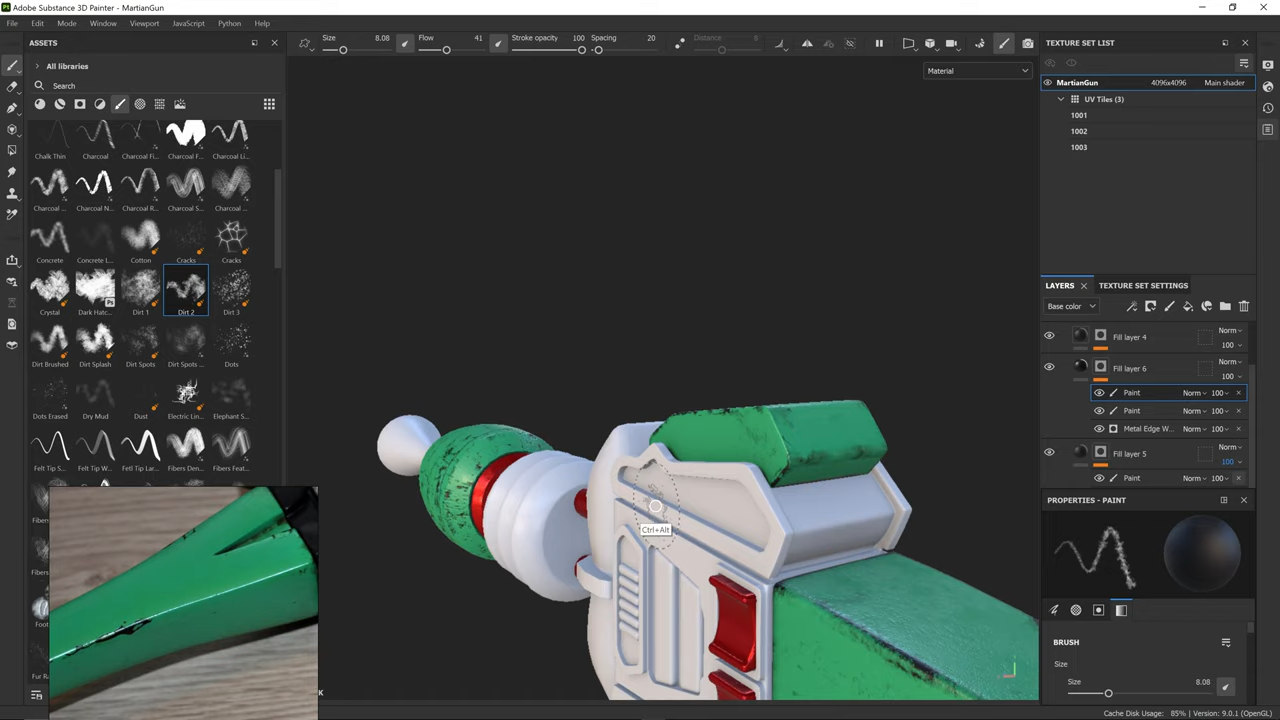 Adobe Substance 3D Painter - MartianGun
File Edit Mode Window Viewport JavaScript Python Help
ASSETS
All libraries
Search
Chalk Thin Charcoal Charcoal Fi... Charcoal F... Charcoal Li...
Charcoal ... Charcoal N... Charcoal R... Charcoal S... Charcoal ...
Concrete Concrete L... Cotton Cracks Cracks
Crystal Dark Hatc... Dirt 1 Dirt 2 Dirt 3
Dirt Brushed Dirt Splash Dirt Spots Dirt Spots ... Dots
Dots Erased Dry Mud Dust Electric Lin... Elephant S...
Felt Tip S... Felt Tip W... Felt Tip Lar... Fibers Den... Fibers Feat...
Fibers
Fibers
Foot
Fur Ra
Size 8.08 Flow 41 Stroke opacity 100 Spacing 20 Distance 8
Material
Ctrl+Alt
TEXTURE SET LIST
MartianGun 4096x4096 Main shader
UV Tiles (3)
1001
1002
1003
LAYERS TEXTURE SET SETTINGS
Base color
Fill layer 4 Norm 100
Fill layer 6 Norm 100
Paint Norm 100
Paint Norm 100
Metal Edge W... Norm 100
Fill layer 5 Norm 100
Paint Norm 100
PROPERTIES - PAINT
BRUSH
Size
Size 8.08
Cache Disk Usage: 85% | Version: 9.0.1 (OpenGL)